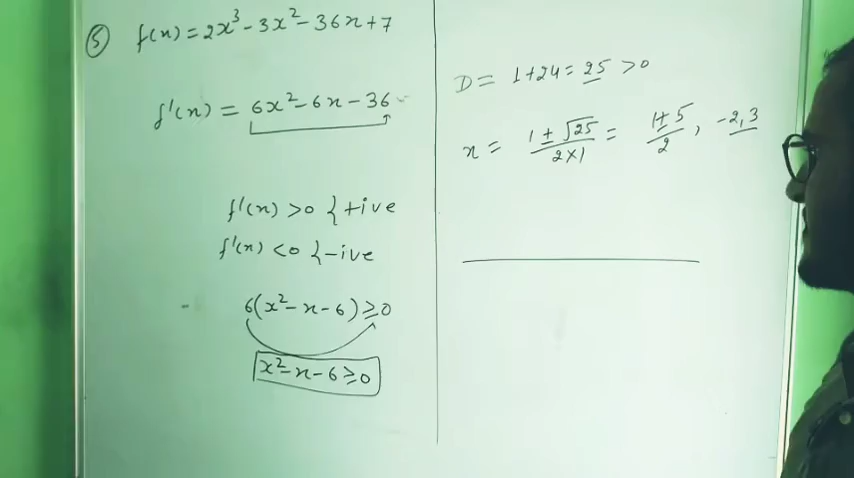 (5) f(x) = 2x³ - 3x² - 36x + 7
f'(x) = 6x² - 6x - 36
f'(x) > 0 { +ive
f'(x) < 0 { -ive
6(x² - x - 6) ≥ 0
x² - x - 6 ≥ 0
D = 1 + 24 = 25 > 0
x = (1 ± √25)/(2 × 1) = (1 ± 5)/2 , -2, 3